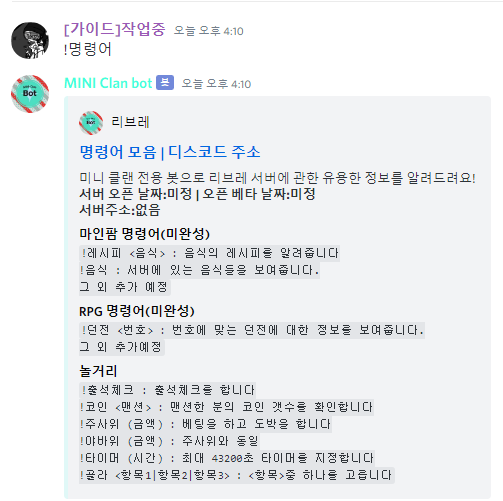 [가이드]작업중 오늘 오후 4:10
!명령어
MINI Clan bot 봇 오늘 오후 4:10
Bot
리브레
명령어 모음 | 디스코드 주소
미니 클랜 전용 봇으로 리브레 서버에 관한 유용한 정보를 알려드려요!
서버 오픈 날짜:미정 | 오픈 베타 날짜:미정
서버주소:없음
마인팜 명령어(미완성)
!레시피 <음식> : 음식의 레시피를 알려줍니다
!음식 : 서버에 있는 음식들을 보여줍니다.
그 외 추가 예정
RPG 명령어(미완성)
!던전 <번호> : 번호에 맞는 던전에 대한 정보를 보여줍니다.
그 외 추가예정
놀거리
!출석체크 : 출석체크를 합니다
!코인 <맨션> : 맨션한 분의 코인 갯수를 확인합니다
!주사위 (금액) : 베팅을 하고 도박을 합니다
!야바위 (금액) : 주사위와 동일
!타이머 (시간) : 최대 43200초 타이머를 지정합니다
!골라 <항목1|항목2|항목3> : <항목>중 하나를 고릅니다